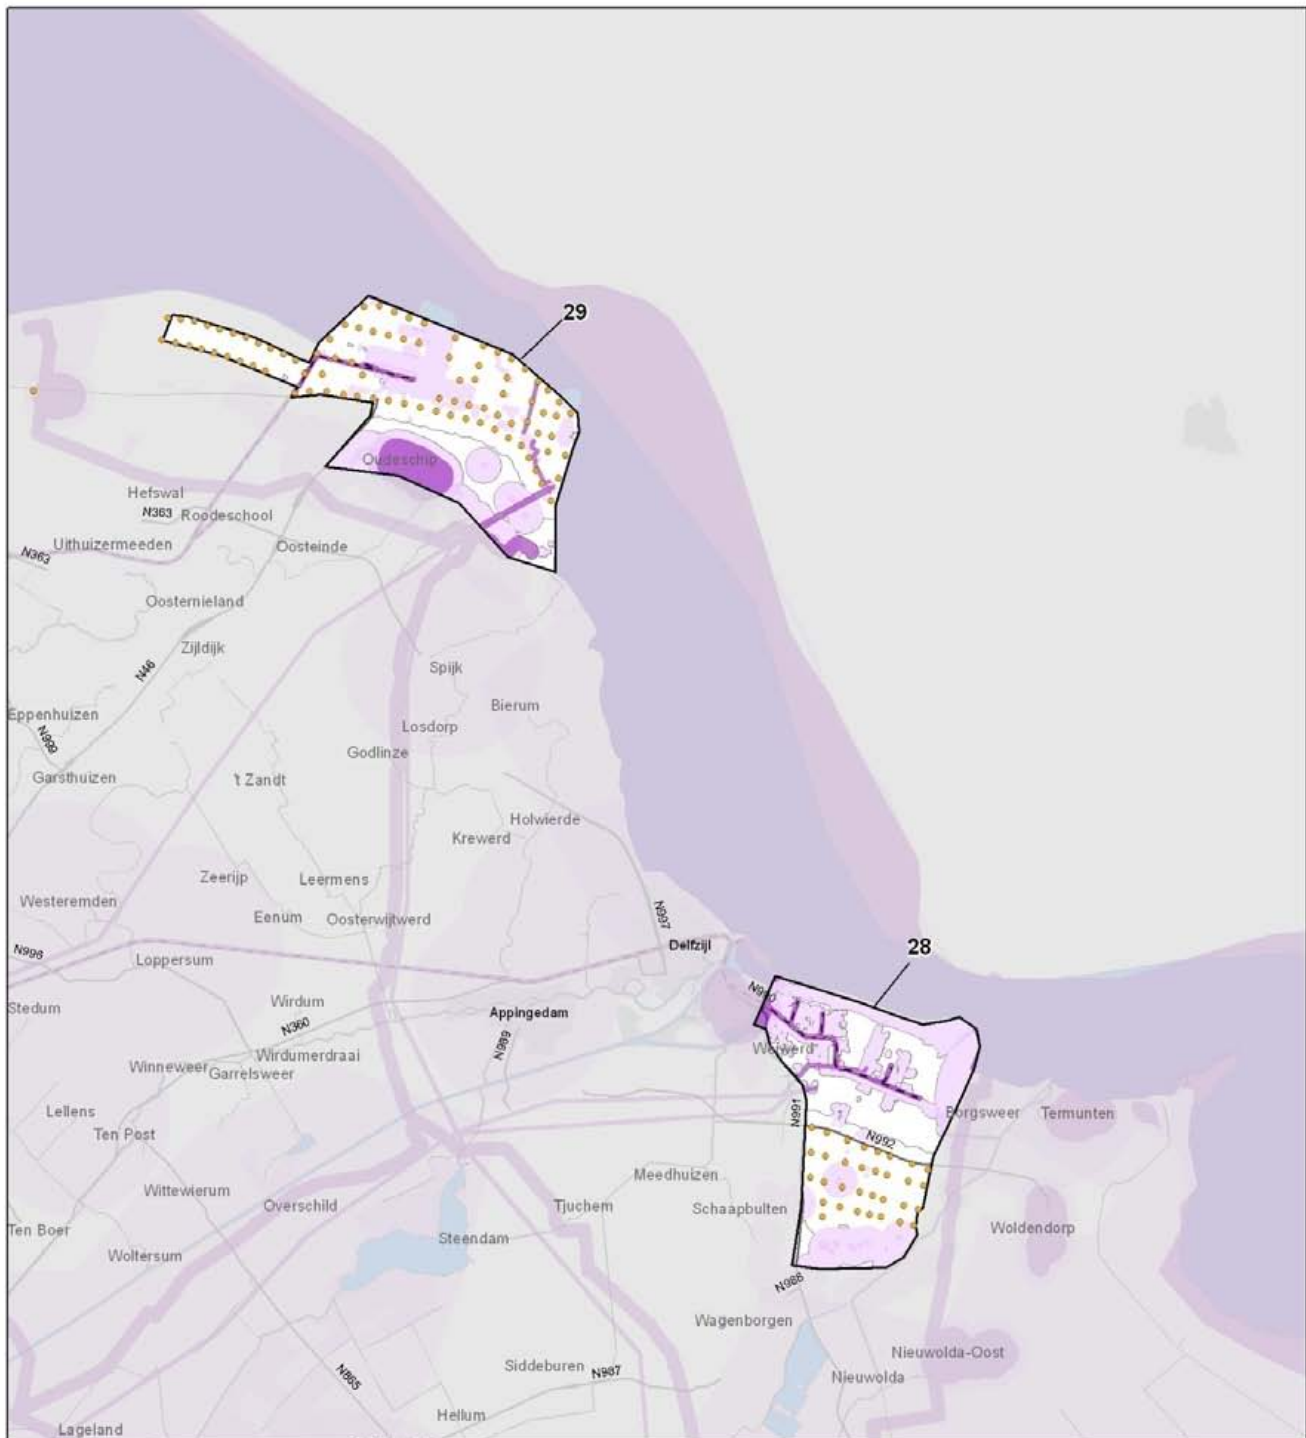 29
Oudeschip
Hefswal
N363
Roodeschool
Uithuizermeeden
Oosteinde
N363
Oosternieland
Zijldijk
N46
Spijk
Bierum
Eppenhuizen
Losdorp
N999
Godlinze
Garsthuizen
't Zandt
Holwierde
Krewerd
Zeerijp
Leermens
Westeremden
Eenum
Oosterwijtwerd
N997
Delfzijl
28
N996
Loppersum
N990
Stedum
Wirdum
Appingedam
N360
N989
Weiwerd
Wirdumerdraai
Winneweer
Garrelsweer
Lellens
N991
Borgsweer
Termunten
Ten Post
N992
Meedhuizen
Wittewierum
Overschild
Tjuchem
Schaapbulten
Ten Boer
Woldendorp
Steendam
Woltersum
N988
Wagenborgen
Nieuwolda-Oost
Siddeburen
N987
N865
Nieuwolda
Hellum
Lageland